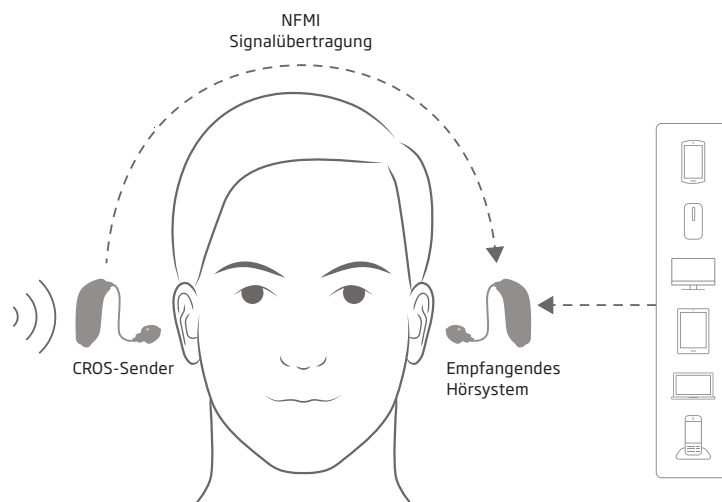 NFMI
Signalübertragung
CROS-Sender
Empfangendes
Hörsystem